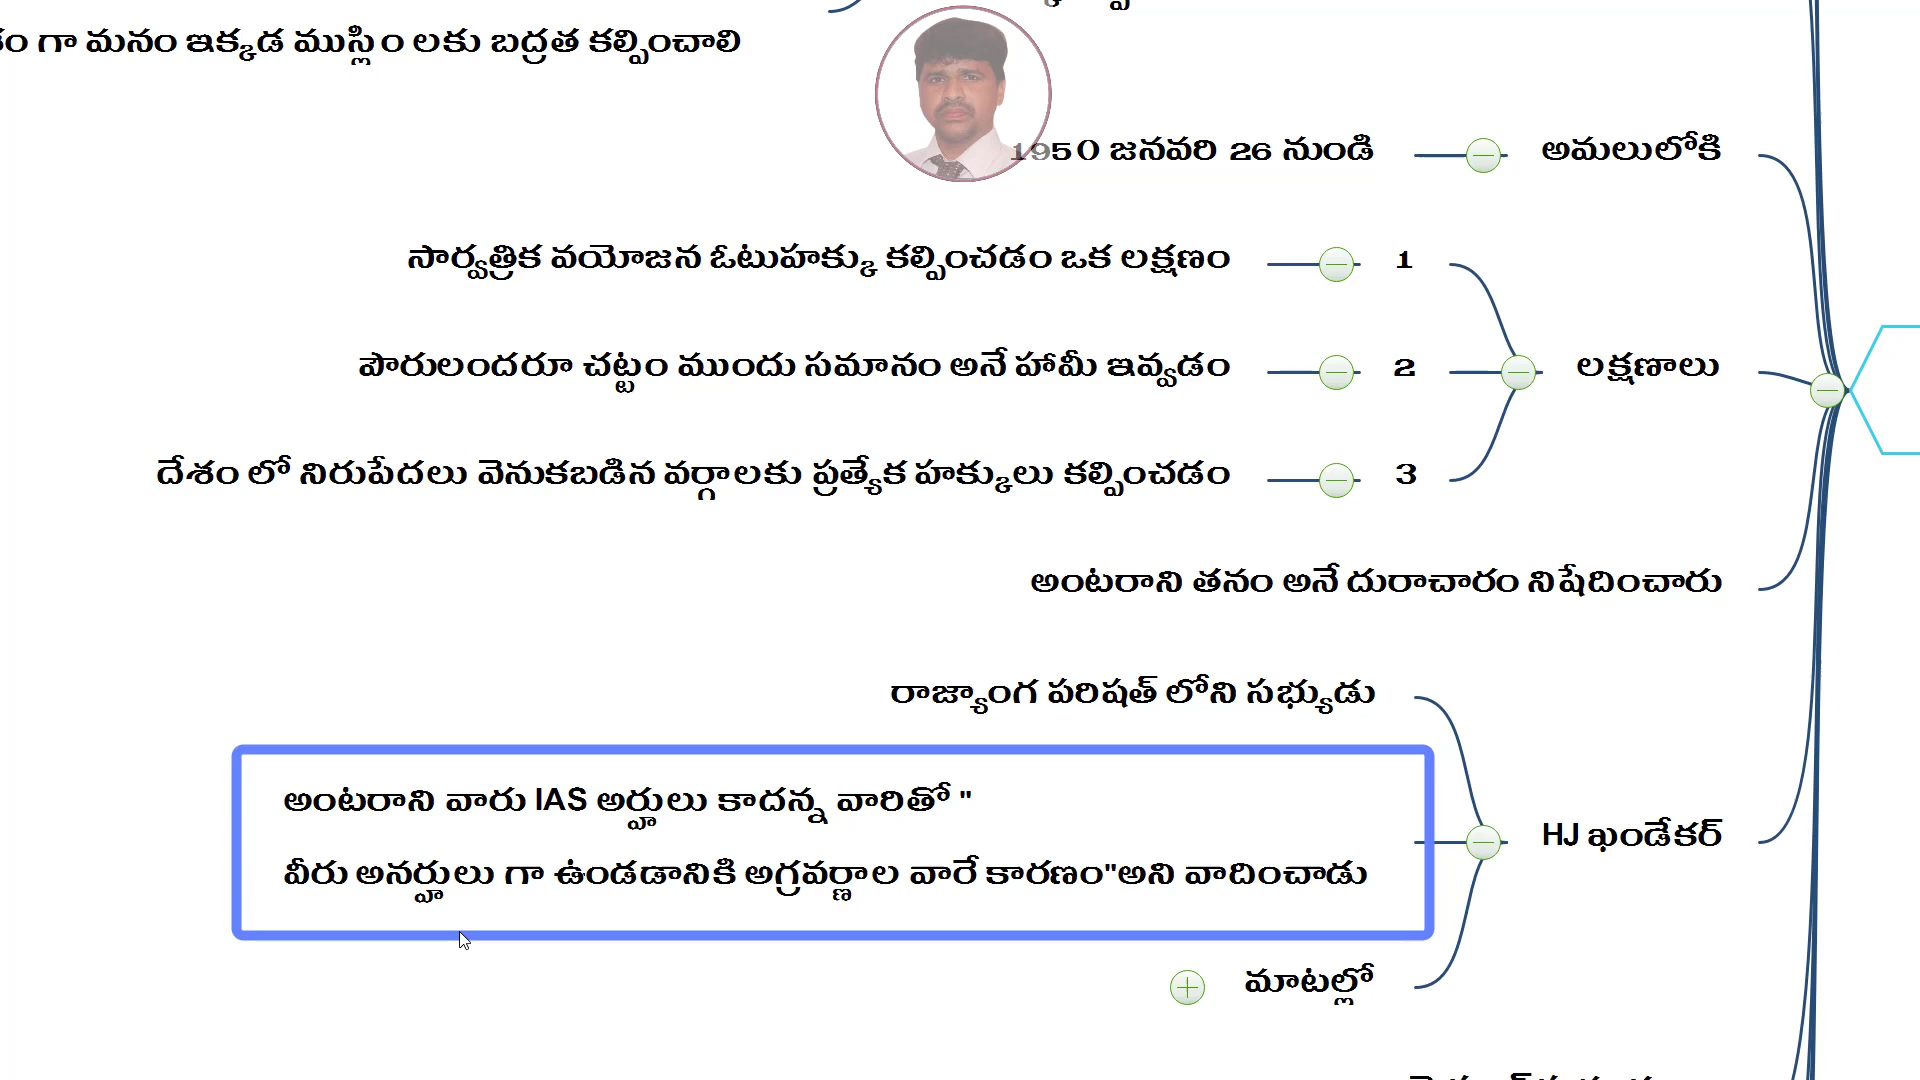 గా మనం ఇక్కడ ముస్లిం లకు బద్రత కల్పించాలి
1950 జనవరి 26 నుండి
అమలులోకి
సార్వత్రిక వయోజన ఓటుహక్కు కల్పించడం ఒక లక్షణం
1
పౌరులందరూ చట్టం ముందు సమానం అనే హామీ ఇవ్వడం
2
లక్షణాలు
దేశం లో నిరుపేదలు వెనుకబడిన వర్గాలకు ప్రత్యేక హక్కులు కల్పించడం
3
అంటరాని తనం అనే దురాచారం నిషేదించారు
రాజ్యాంగ పరిషత్ లోని సభ్యుడు
అంటరాని వారు IAS అర్హులు కాదన్న వారితో "
వీరు అనర్హులు గా ఉండడానికి అగ్రవర్ణాల వారే కారణం"అని వాదించాడు
HJ ఖండేకర్
మాటల్లో